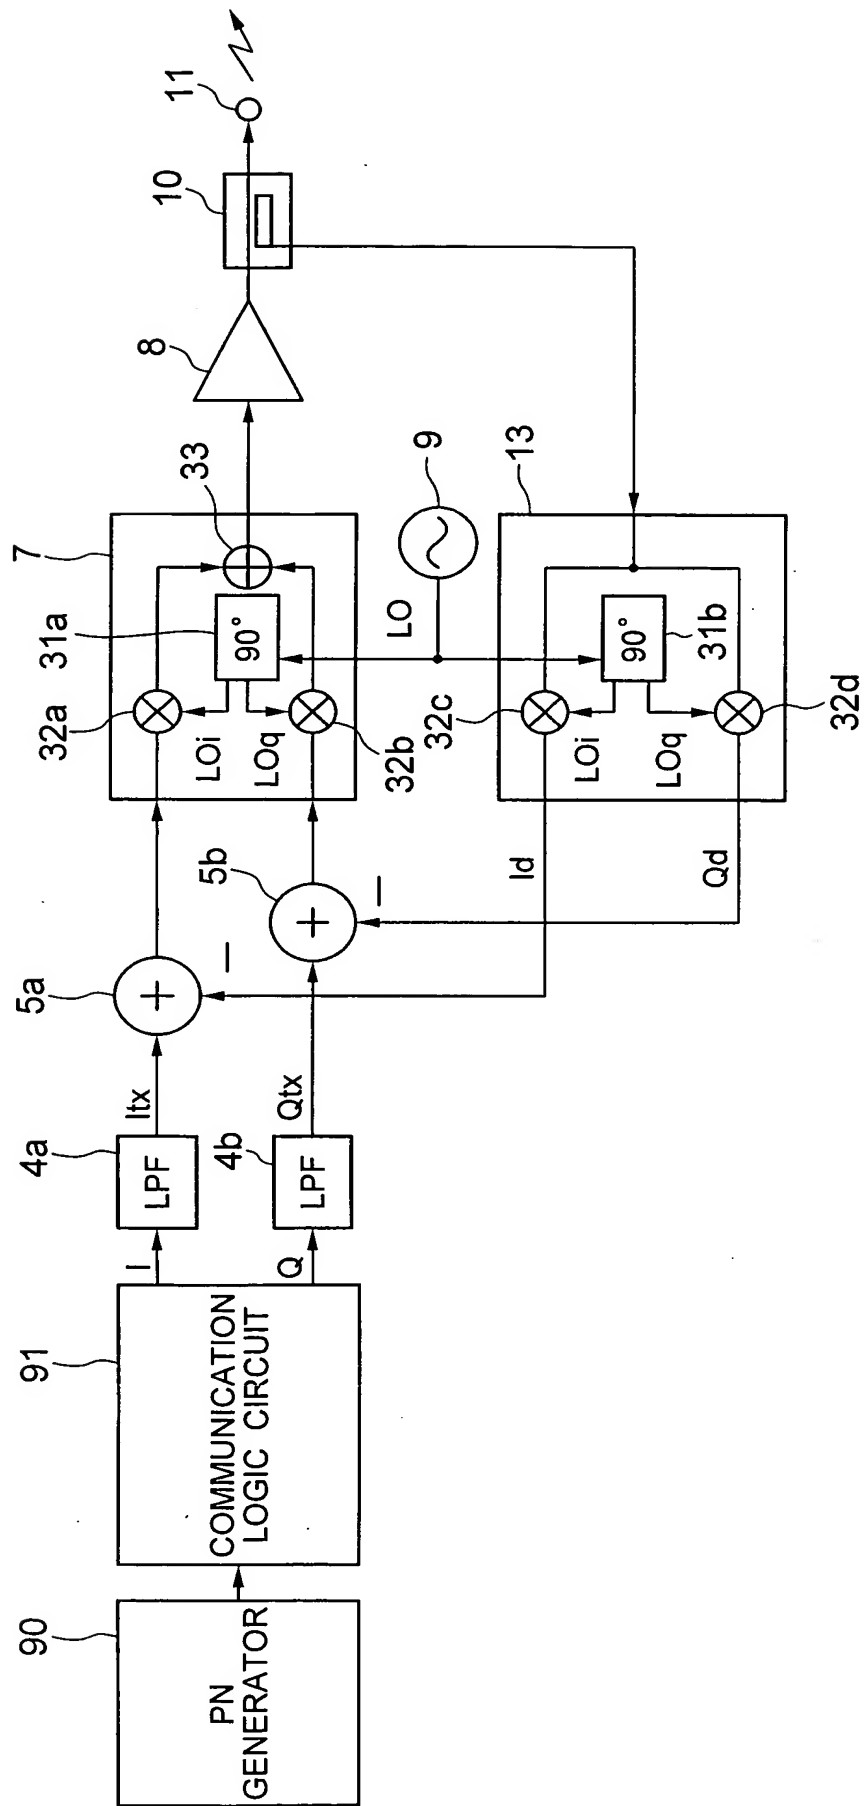 90
PN
GENERATOR
91
COMMUNICATION
LOGIC CIRCUIT
I
Q
4a
LPF
4b
LPF
Itx
Qtx
5a
+
−
5b
+
−
7
32a
31a
33
90°
LOi
LOq
32b
8
10
11
LO
9
13
32c
90°
31b
LOi
LOq
32d
Id
Qd